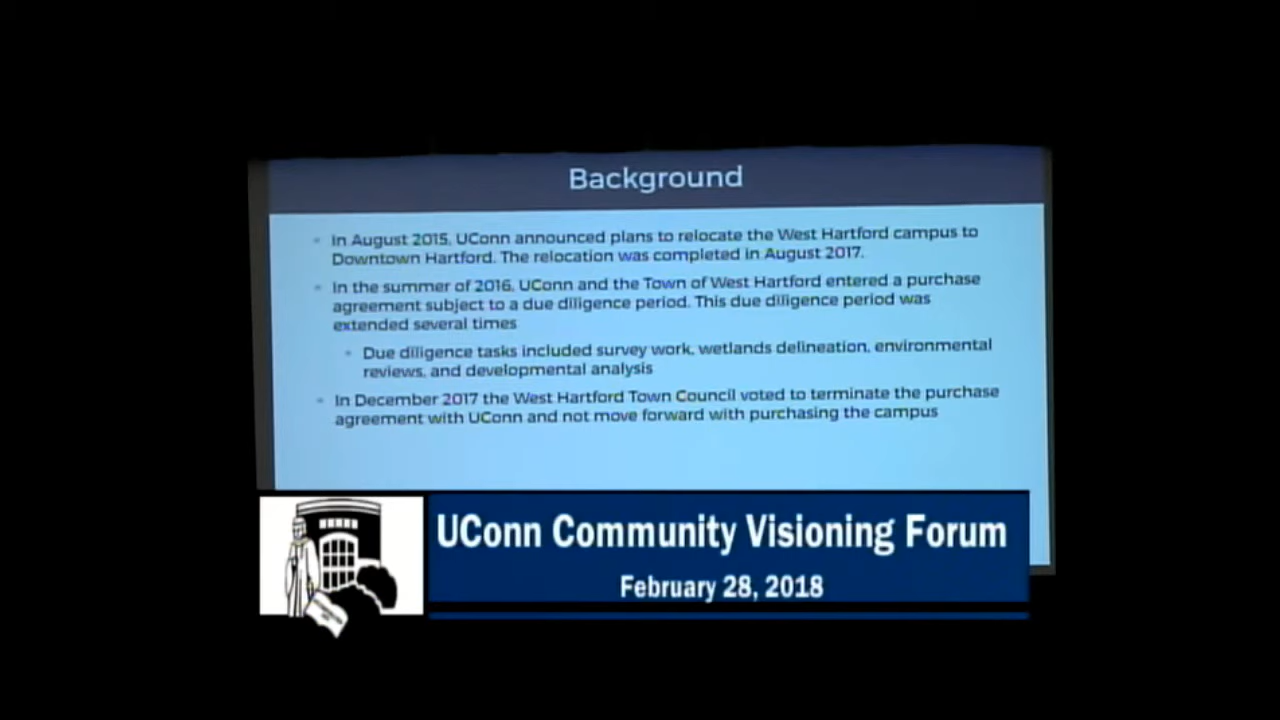 Background
In August 2015, UConn announced plans to relocate the West Hartford campus to
Downtown Hartford. The relocation was completed in August 2017.
In the summer of 2016, UConn and the Town of West Hartford entered a purchase
agreement subject to a due diligence period. This due diligence period was
extended several times
Due diligence tasks included survey work, wetlands delineation, environmental
reviews, and developmental analysis
In December 2017 the West Hartford Town Council voted to terminate the purchase
agreement with UConn and not move forward with purchasing the campus
UConn Community Visioning Forum
February 28, 2018